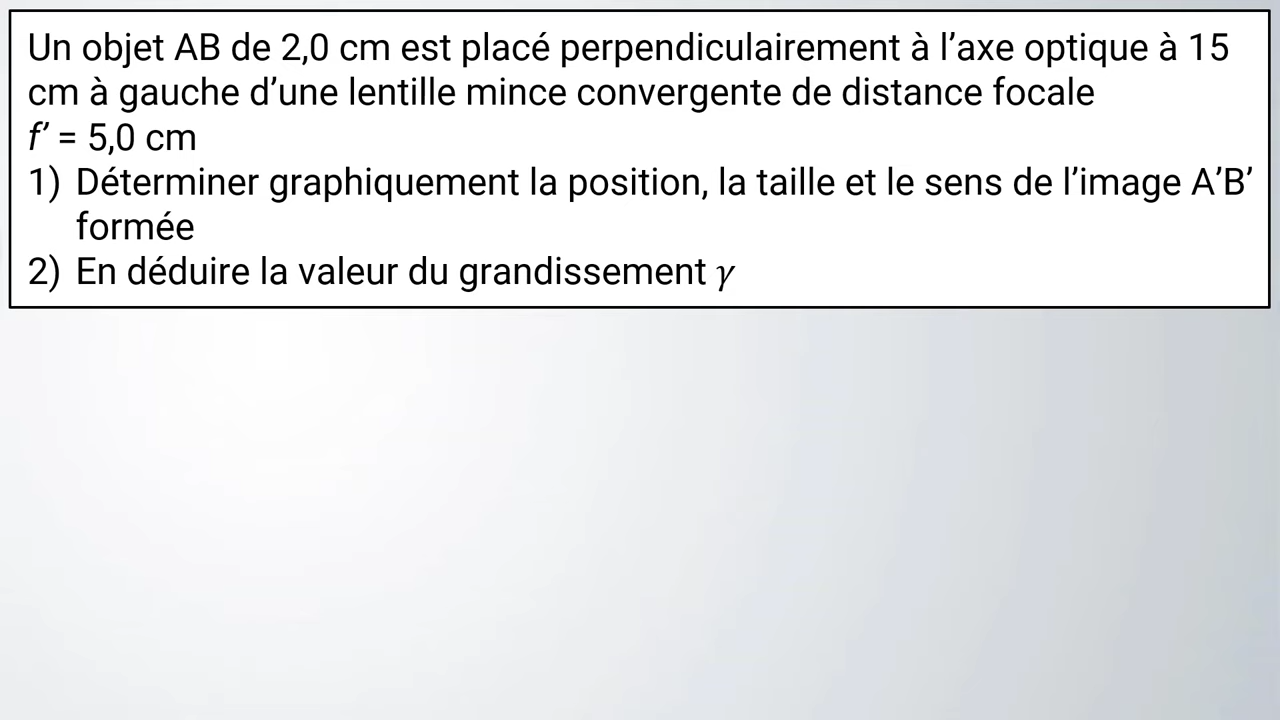 Un objet AB de 2,0 cm est placé perpendiculairement à l’axe optique à 15
cm à gauche d’une lentille mince convergente de distance focale
f’ = 5,0 cm
1) Déterminer graphiquement la position, la taille et le sens de l’image A’B’
formée
2) En déduire la valeur du grandissement γ